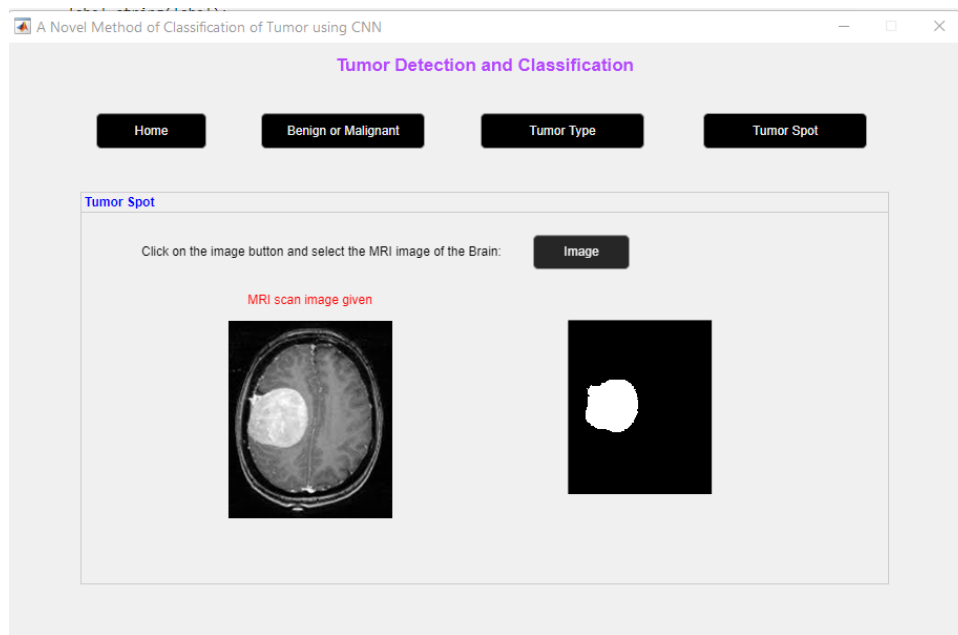 A Novel Method of Classification of Tumor using CNN
Tumor Detection and Classification
Home
Benign or Malignant
Tumor Type
Tumor Spot
Tumor Spot
Click on the image button and select the MRI image of the Brain:
Image
MRI scan image given